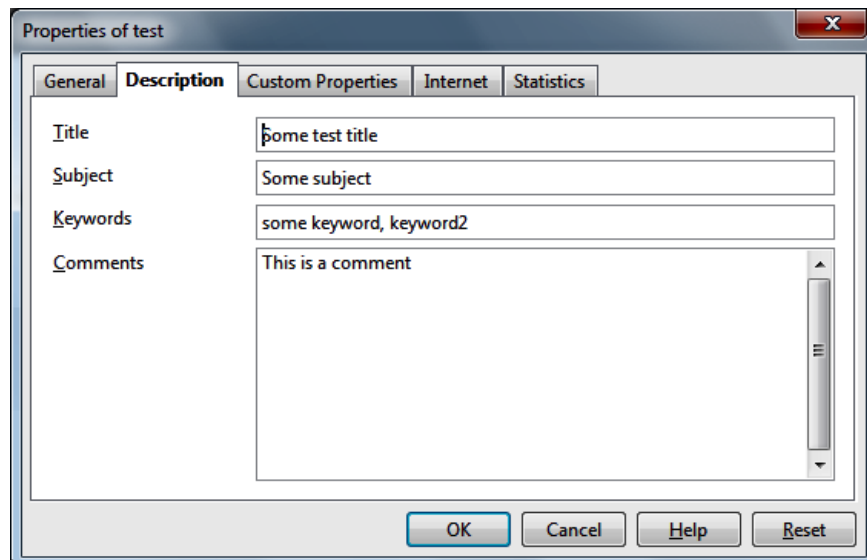 Properties of test
General Description Custom Properties Internet Statistics
Title Some test title
Subject Some subject
Keywords some keyword, keyword2
Comments This is a comment
OK Cancel Help Reset